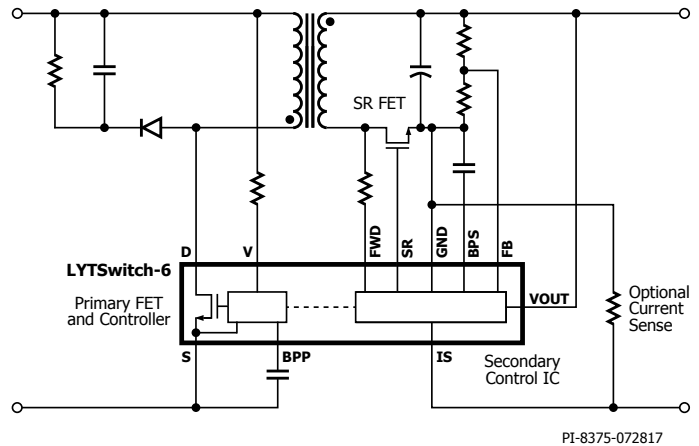 SR FET
D
V
FWD
SR
GND
BPS
FB
LYTSwitch-6
Primary FET
and Controller
VOUT
Optional
Current
Sense
S
BPP
IS
Secondary
Control IC
PI-8375-072817